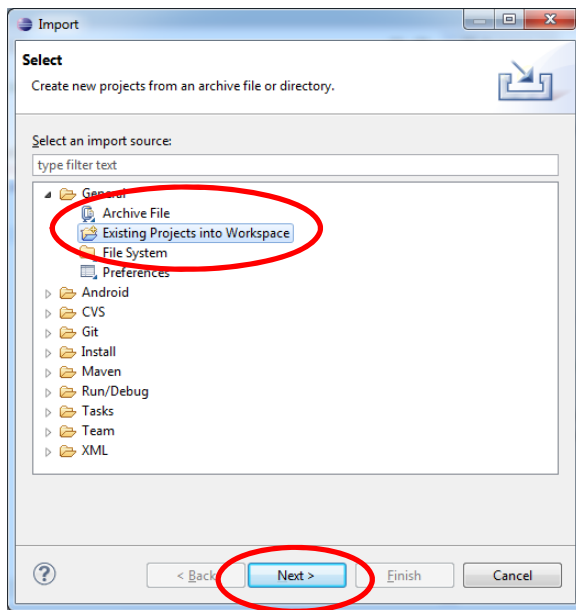 Import
Select
Create new projects from an archive file or directory.
Select an import source:
type filter text
General
Archive File
Existing Projects into Workspace
File System
Preferences
Android
CVS
Git
Install
Maven
Run/Debug
Tasks
Team
XML
? < Back Next > Finish Cancel